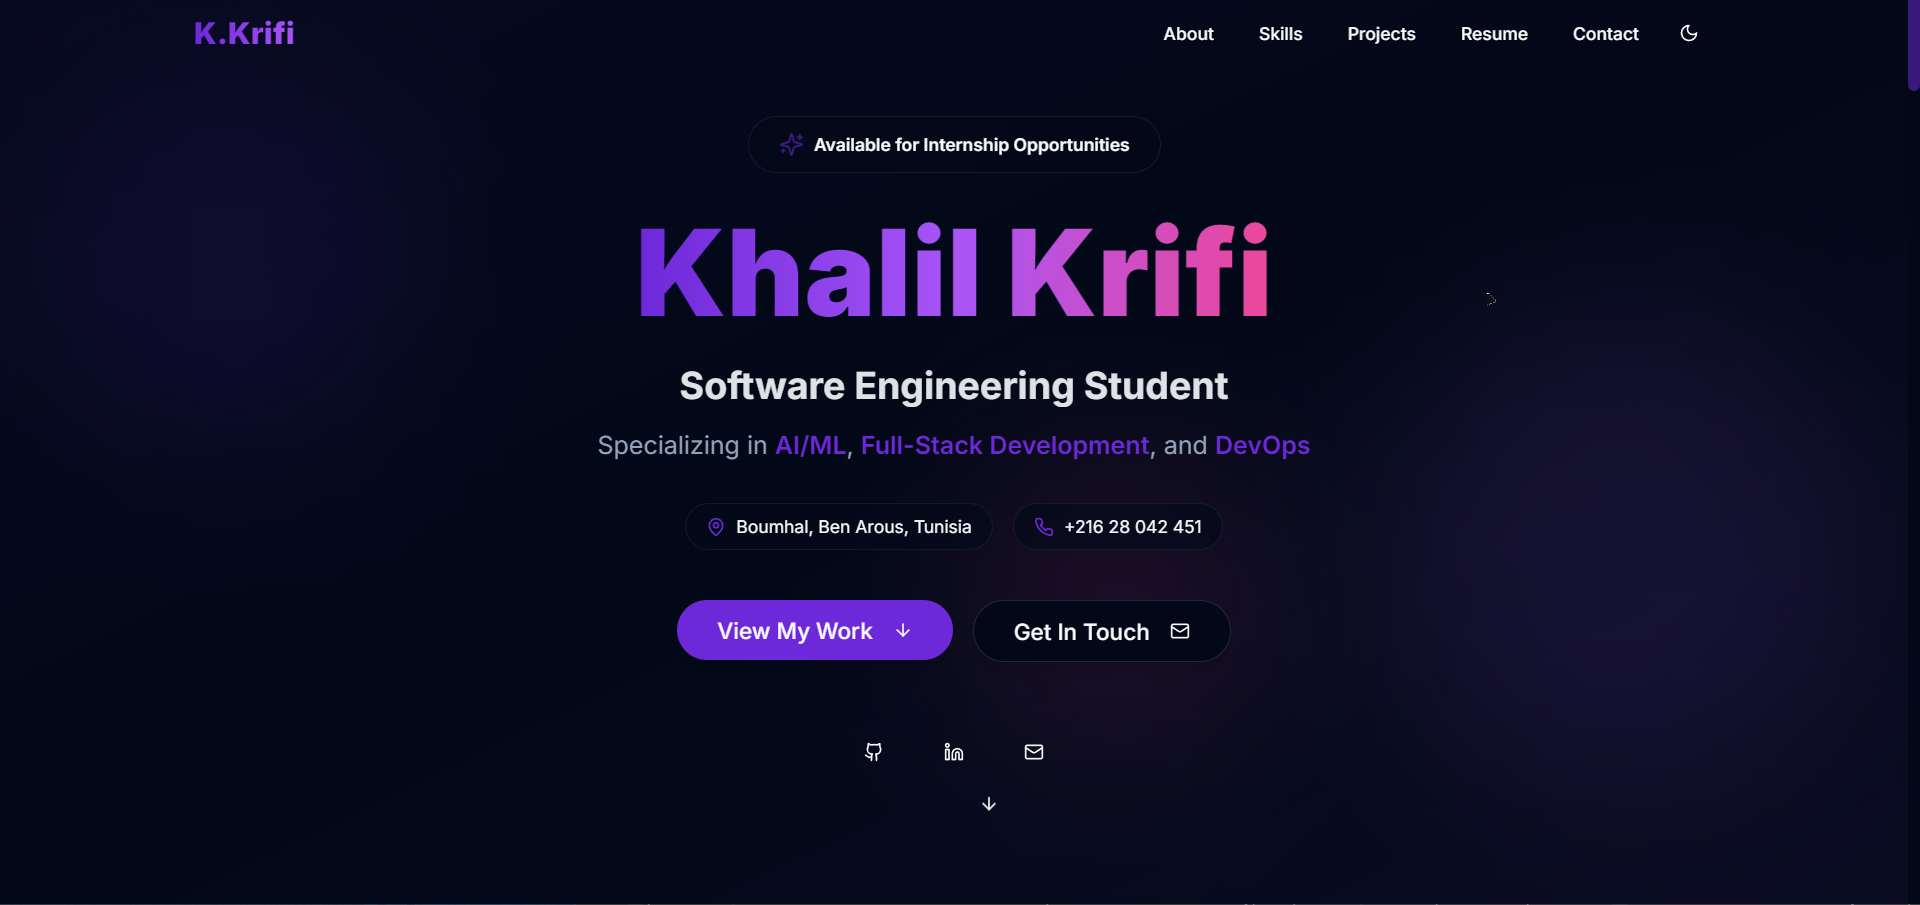 K.Krifi
About
Skills
Projects
Resume
Contact
Available for Internship Opportunities
Khalil Krifi
Software Engineering Student
Specializing in AI/ML, Full-Stack Development, and DevOps
Boumhal, Ben Arous, Tunisia
+216 28 042 451
View My Work
Get In Touch